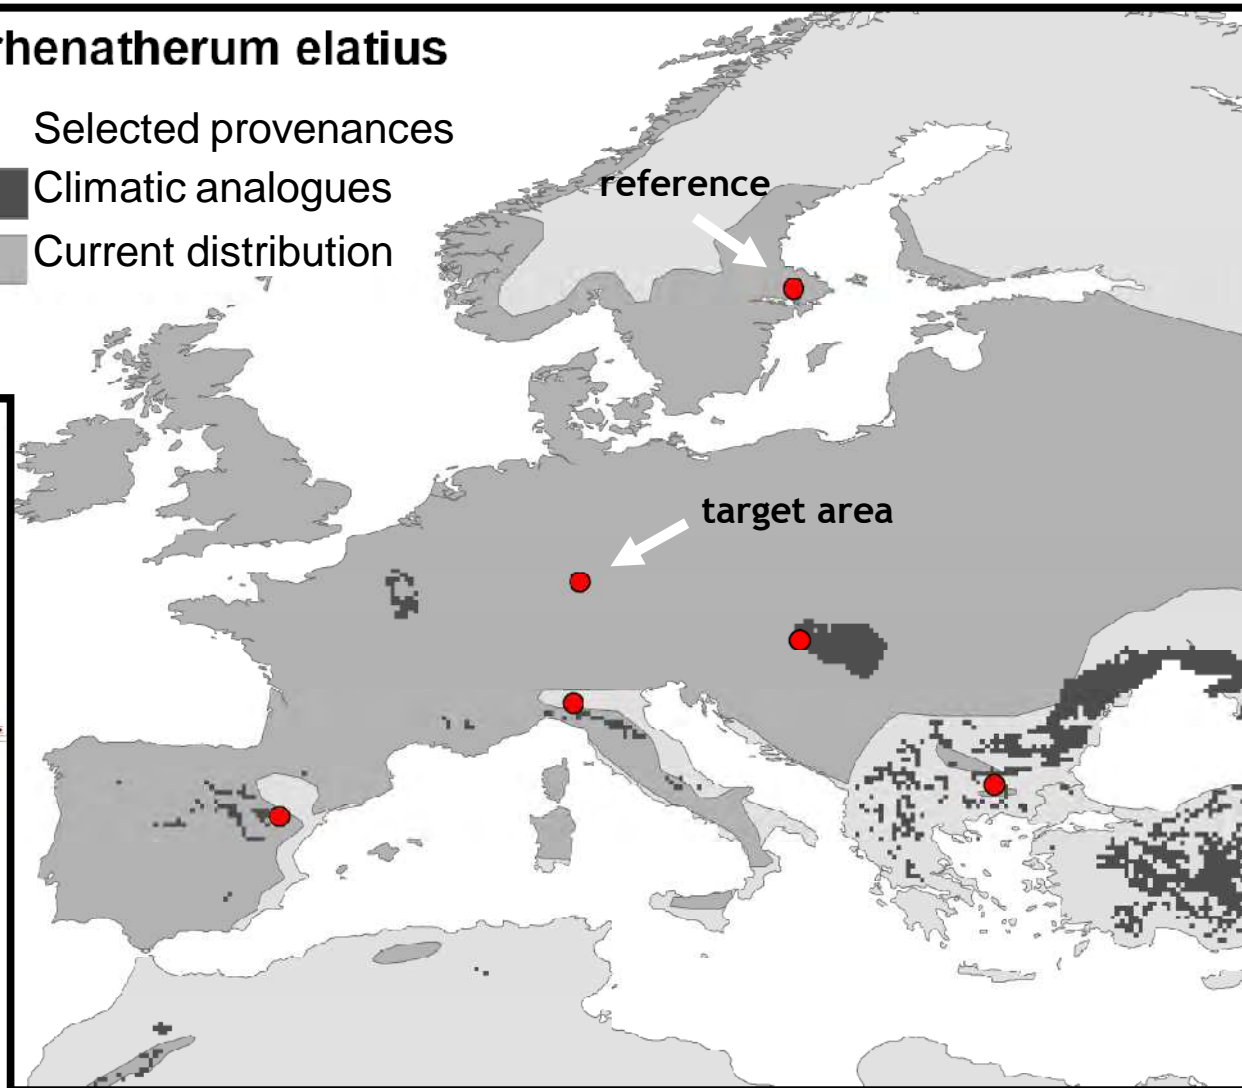 rhenatherum elatius
Selected provenances
Climatic analogues
Current distribution
reference
target area